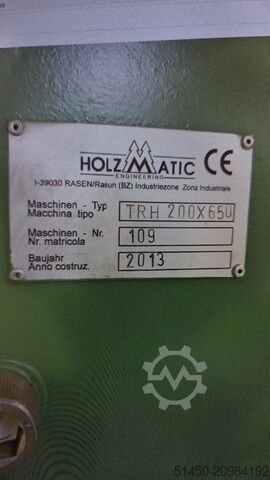 HOLZMATIC CE
ENGINEERING
I-39030 RASEN/Rasun (BZ) Industriezone Zona Industriale
Maschinen - Typ
Macchina tipo
TRH 200X650
Maschinen - Nr.
Nr. matricola
109
Baujahr
Anno costruz.
2013
51450-20984192